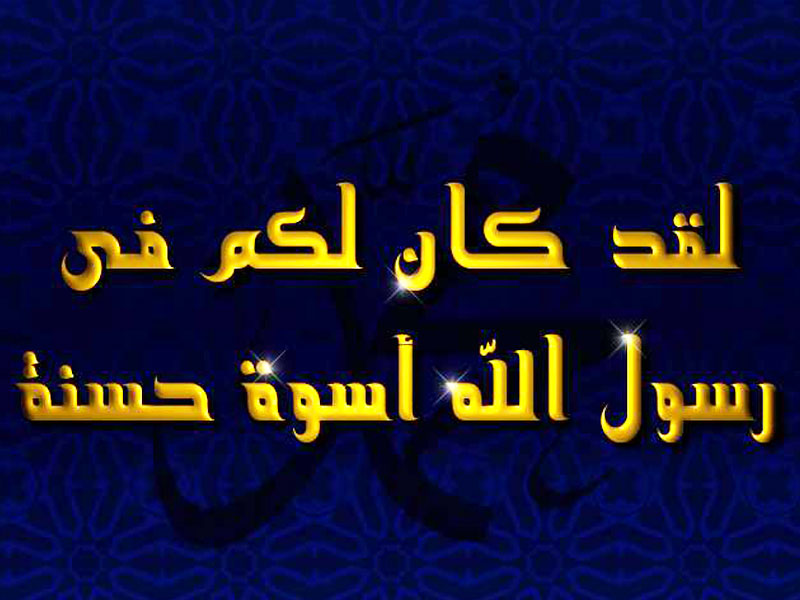 لقد كان لكم فى
رسول اللّه أسوة حسنة